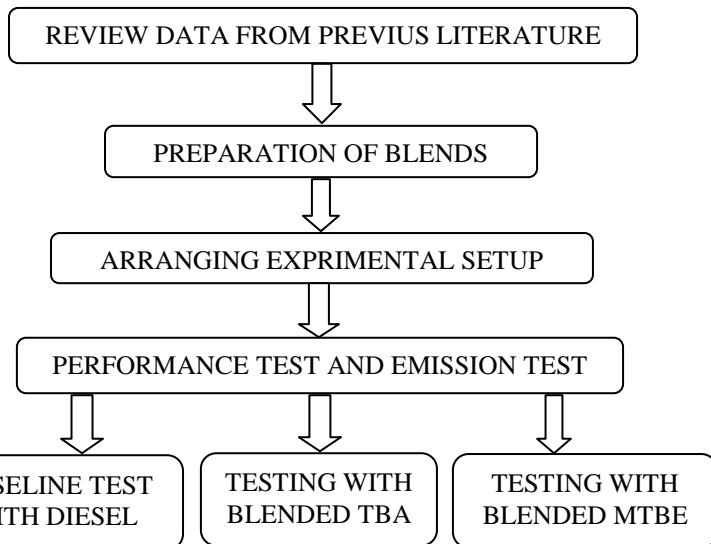 REVIEW DATA FROM PREVIUS LITERATURE
PREPARATION OF BLENDS
ARRANGING EXPRIMENTAL SETUP
PERFORMANCE TEST AND EMISSION TEST
SELINE TEST
ITH DIESEL
TESTING WITH
BLENDED TBA
TESTING WITH
BLENDED MTBE